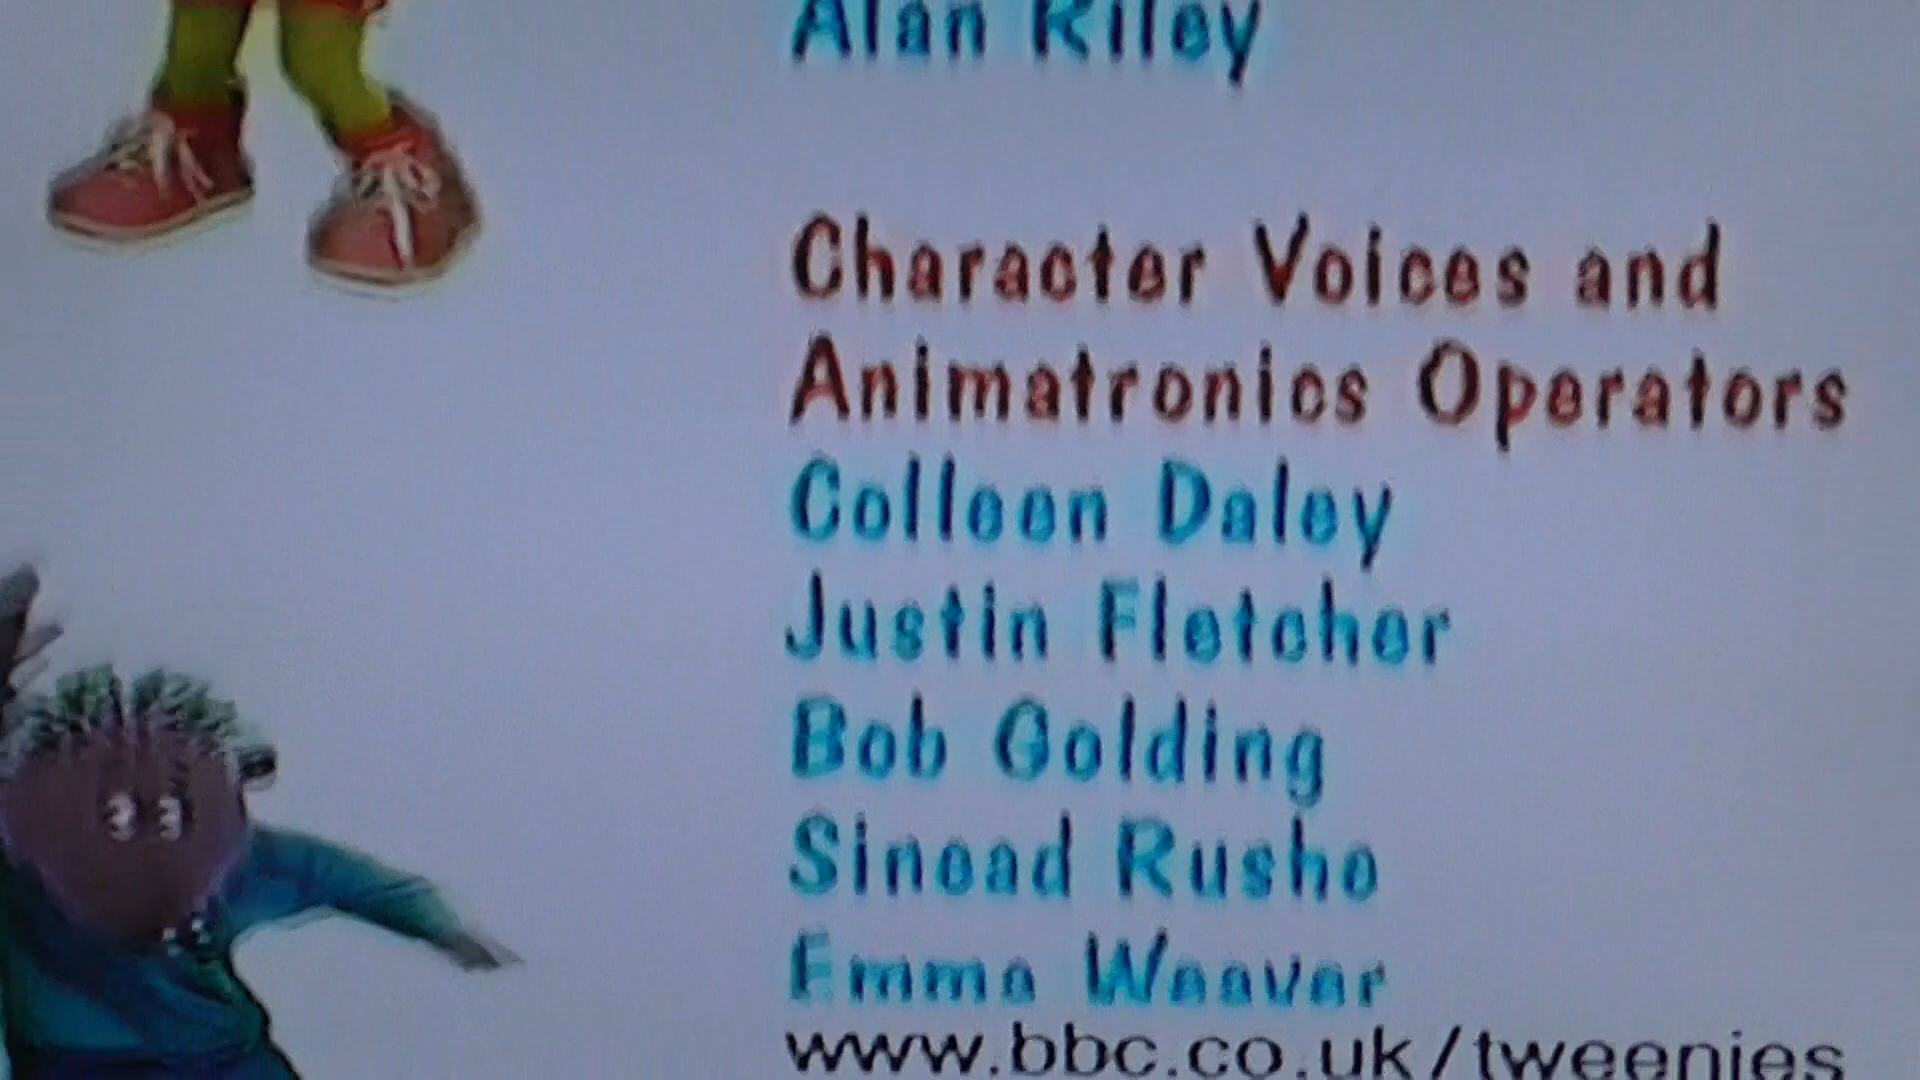 Alan Riley
Character Voices and
Animatronics Operators
Colleen Daley
Justin Fletcher
Bob Golding
Sinead Rushe
Emma Weaver
www.bbc.co.uk/tweenies